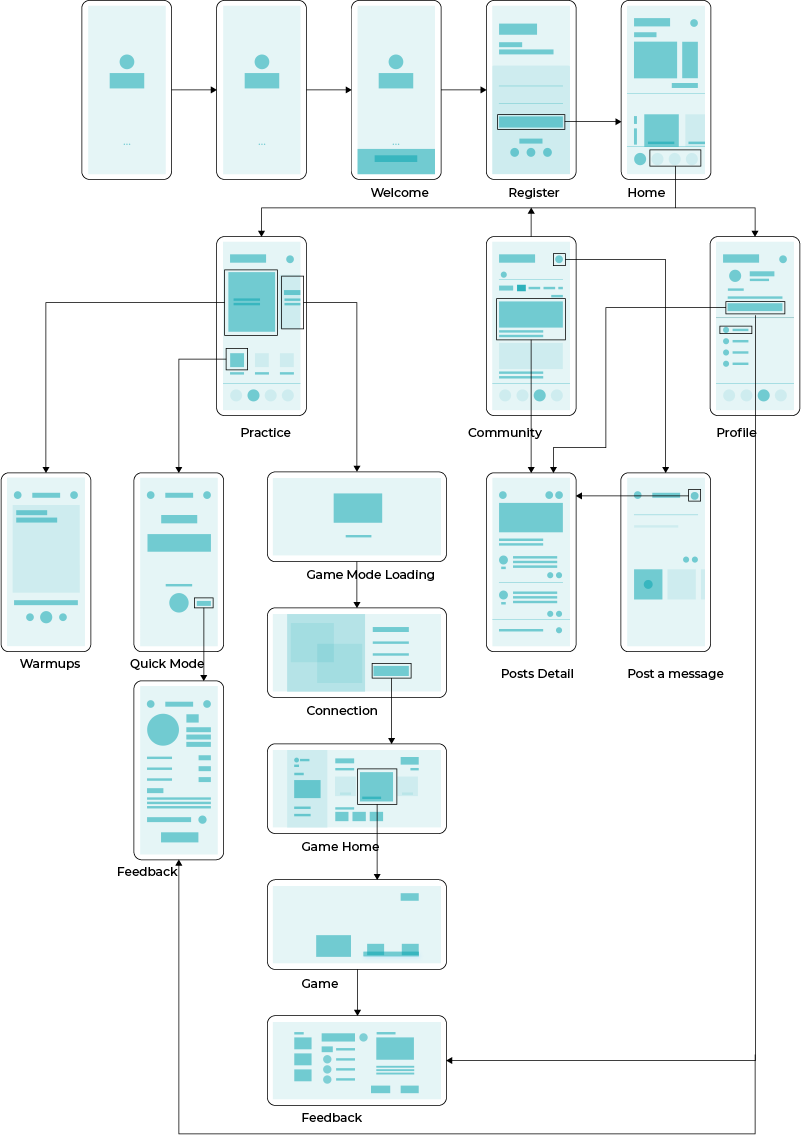 ...
...
...
Welcome
Register
Home
Practice
Community
Profile
Game Mode Loading
Warmups
Quick Mode
Posts Detail
Post a message
Connection
Game Home
Feedback
Game
Feedback